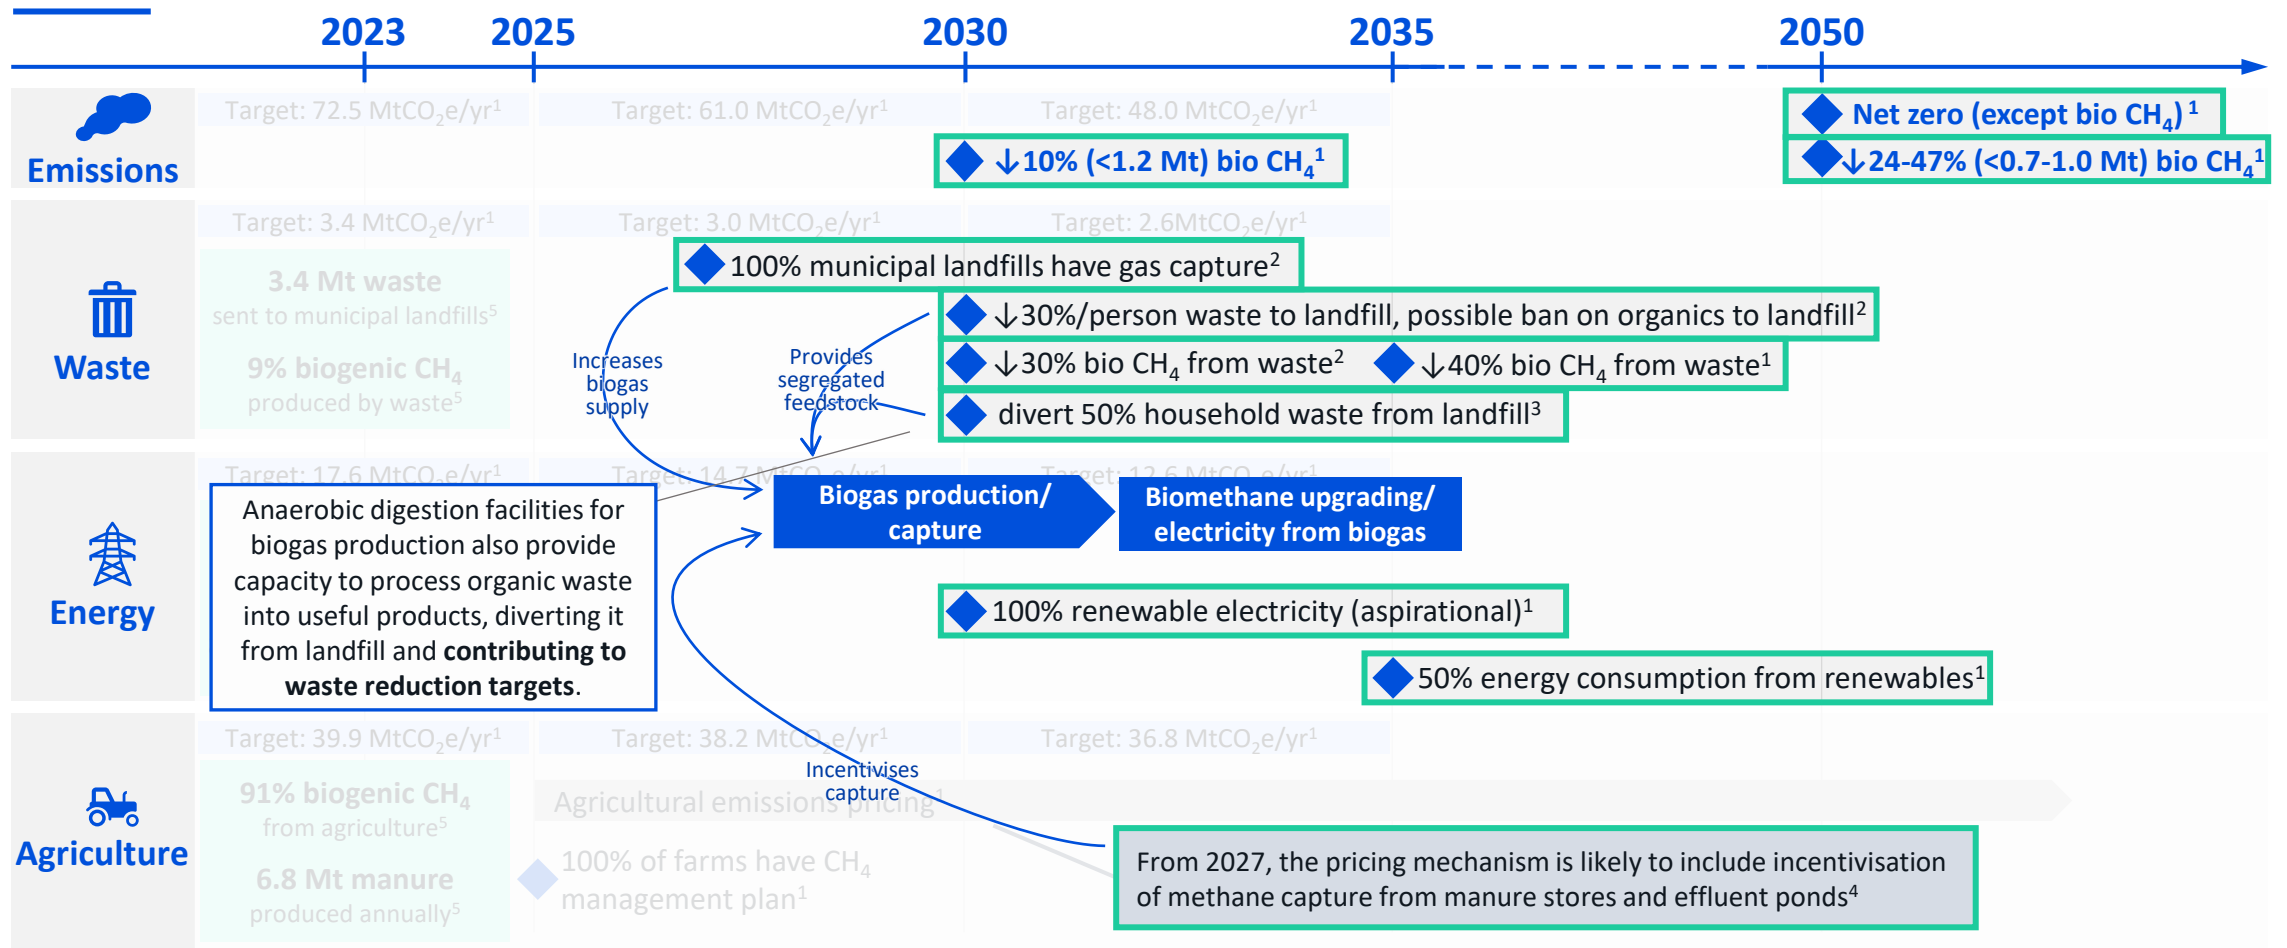 2023 2025 2030 2035 2050
Emissions
Target: 72.5 MtCO₂e/yr¹ Target: 61.0 MtCO₂e/yr¹ Target: 48.0 MtCO₂e/yr¹
Net zero (except bio CH₄)¹
↓10% (<1.2 Mt) bio CH₄¹
↓24-47% (<0.7-1.0 Mt) bio CH₄¹
Waste
Target: 3.4 MtCO₂e/yr¹ Target: 3.0 MtCO₂e/yr¹ Target: 2.6MtCO₂e/yr¹
3.4 Mt waste
sent to municipal landfills⁵
9% biogenic CH₄
produced by waste⁵
100% municipal landfills have gas capture²
↓30%/person waste to landfill, possible ban on organics to landfill²
↓30% bio CH₄ from waste² ↓40% bio CH₄ from waste¹
divert 50% household waste from landfill³
Increases
biogas
supply
Provides
segregated
feedstock
Energy
Target: 17.6 MtCO₂e/yr¹ Target: 14.7 MtCO₂e/yr¹ Target: 12.6 MtCO₂e/yr¹
Anaerobic digestion facilities for
biogas production also provide
capacity to process organic waste
into useful products, diverting it
from landfill and contributing to
waste reduction targets.
Biogas production/
capture
Biomethane upgrading/
electricity from biogas
100% renewable electricity (aspirational)¹
50% energy consumption from renewables¹
Agriculture
Target: 39.9 MtCO₂e/yr¹ Target: 38.2 MtCO₂e/yr¹ Target: 36.8 MtCO₂e/yr¹
91% biogenic CH₄
from agriculture⁵
6.8 Mt manure
produced annually⁵
Incentivises
capture
Agricultural emissions pricing¹
100% of farms have CH₄
management plan¹
From 2027, the pricing mechanism is likely to include incentivisation
of methane capture from manure stores and effluent ponds⁴